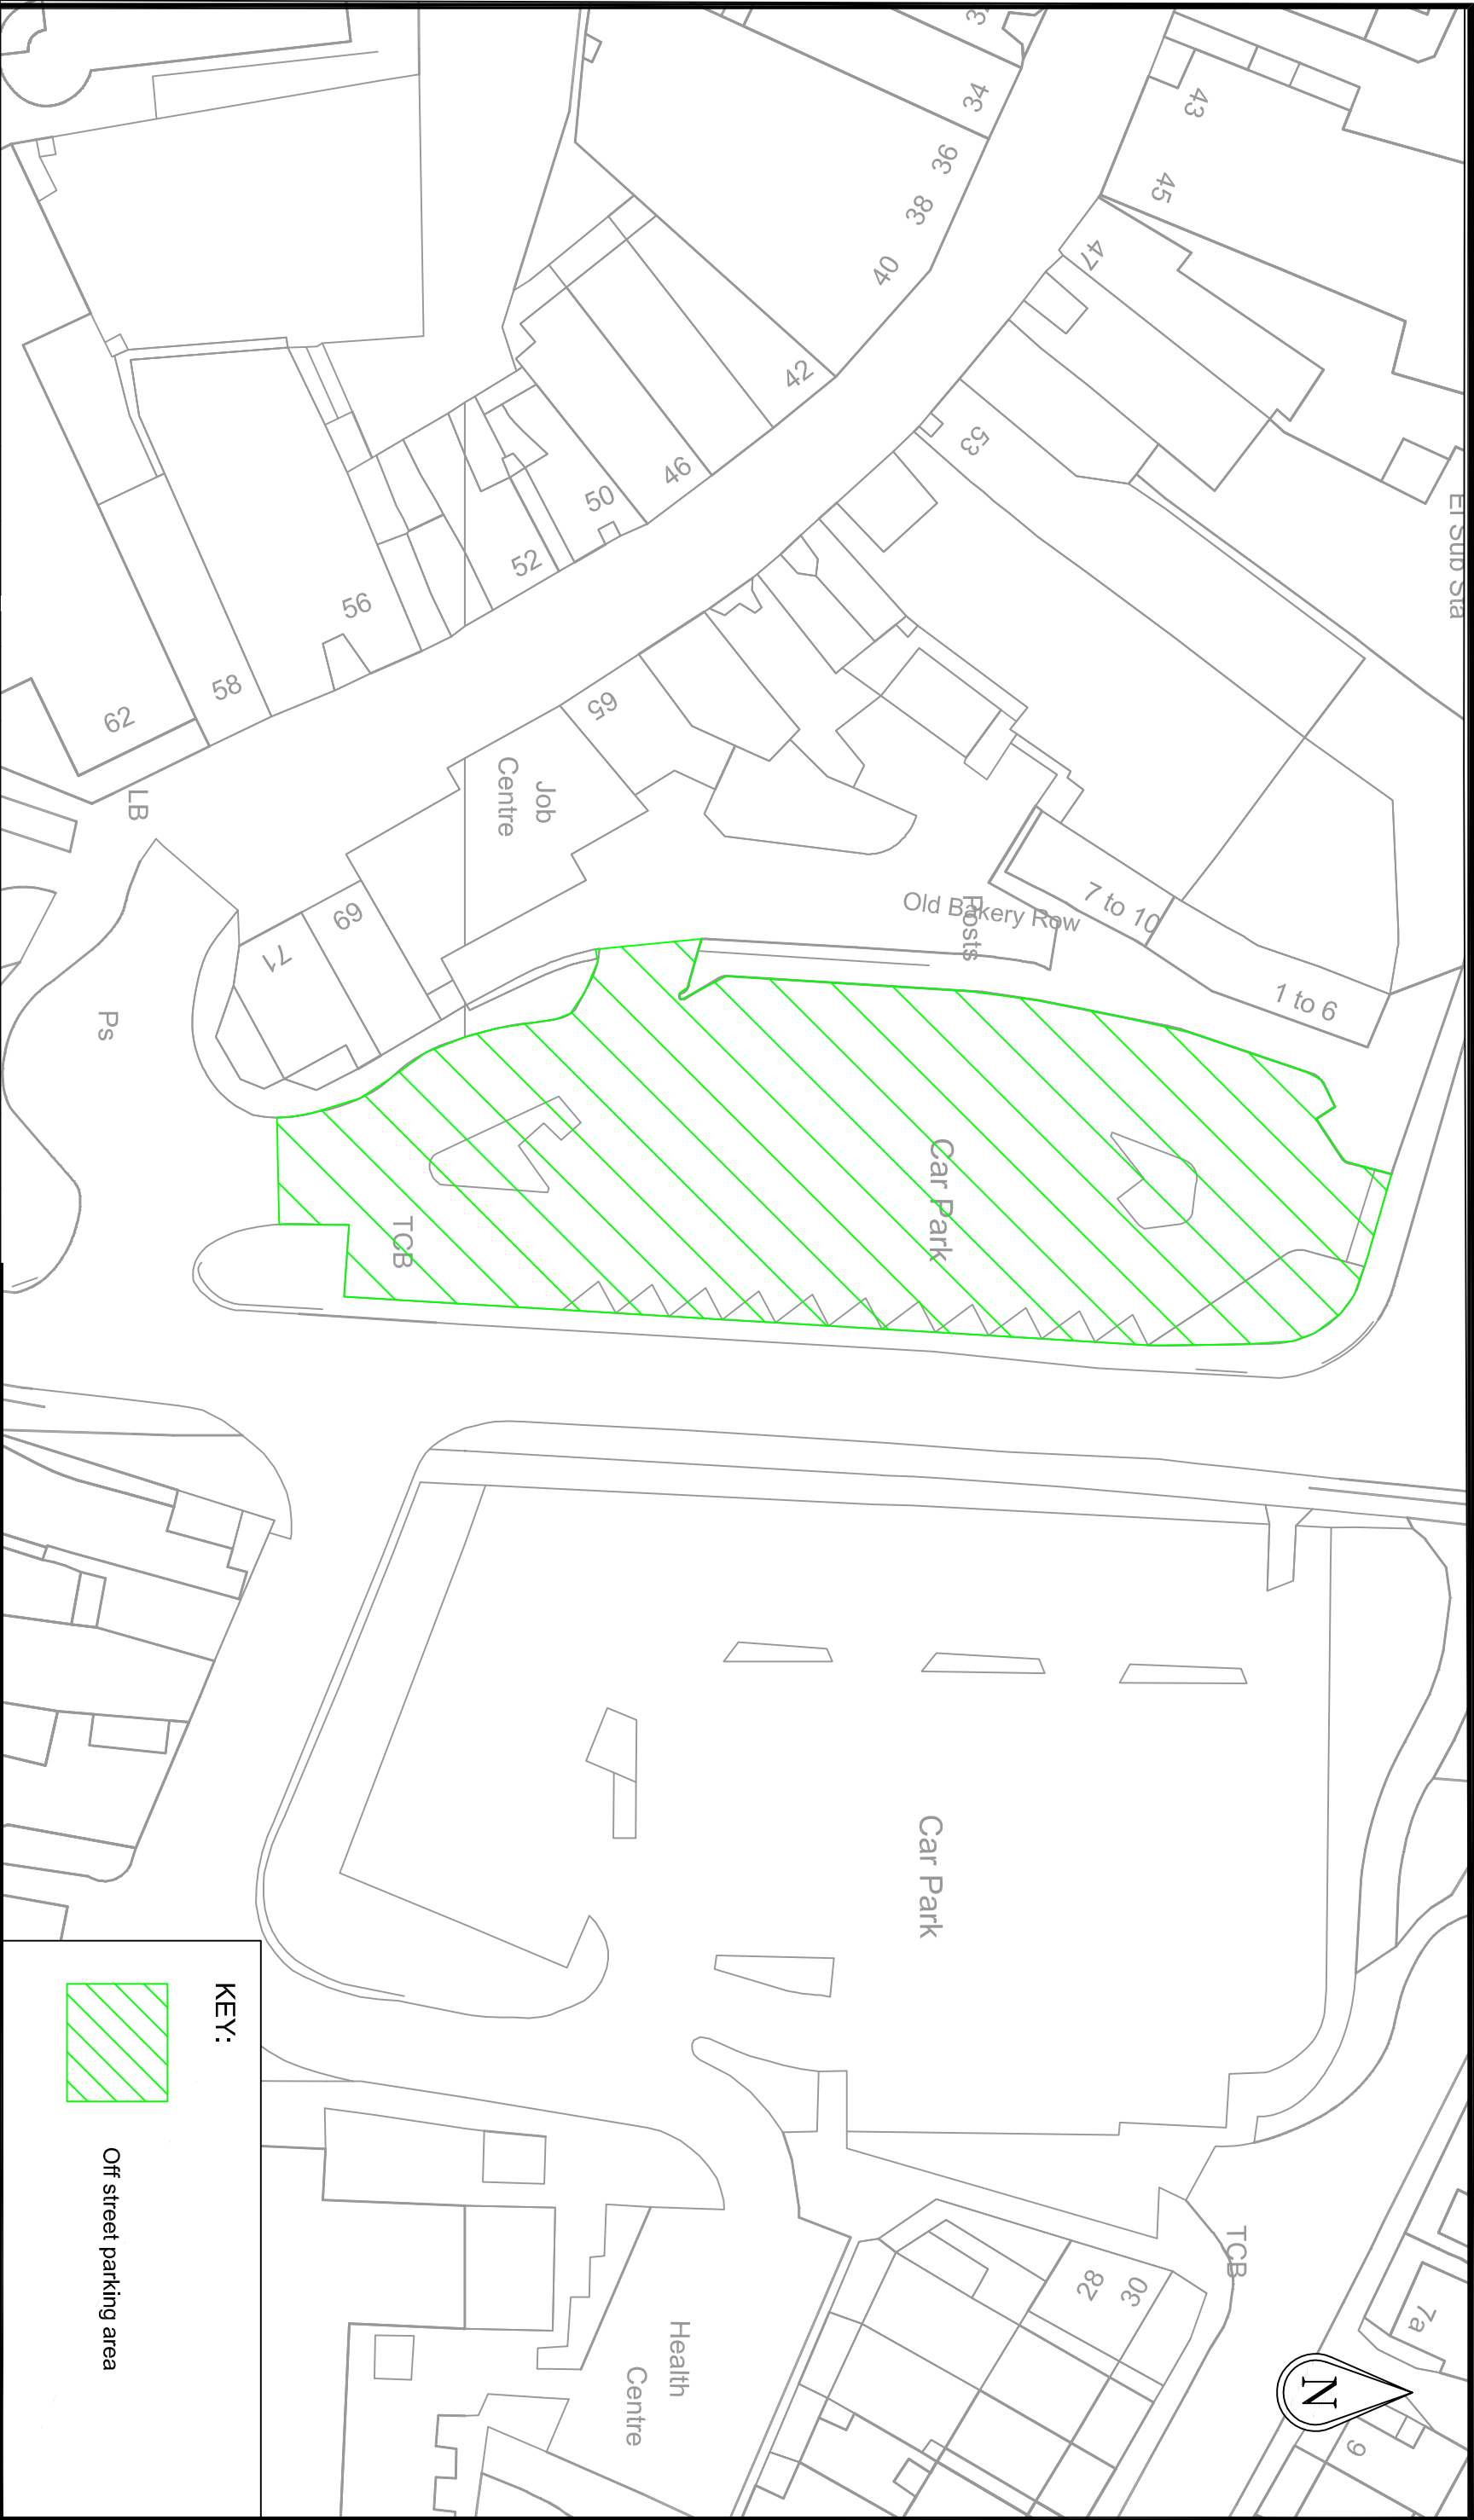 34
36
38
40
42
46
50
52
56
58
62
LB
43
45
47
53
El Sub Sta
65
Job
Centre
69
71
Ps
Old Bakery Row
Posts
7 to 10
1 to 6
Car Park
TCB
Car Park
TCB
28
30
7a
9
Health
Centre
N
KEY:
Off street parking area